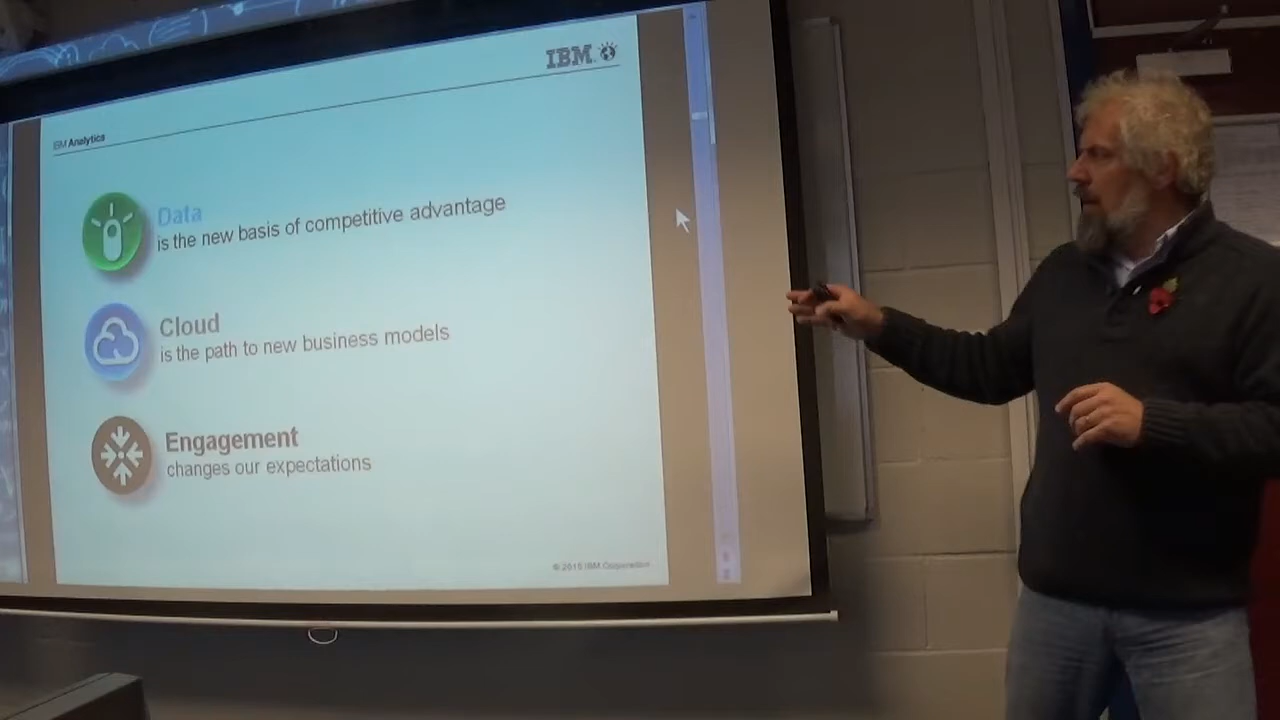 IBM
IBM Analytics
Data
is the new basis of competitive advantage
Cloud
is the path to new business models
Engagement
changes our expectations
© 2015 IBM Corporation